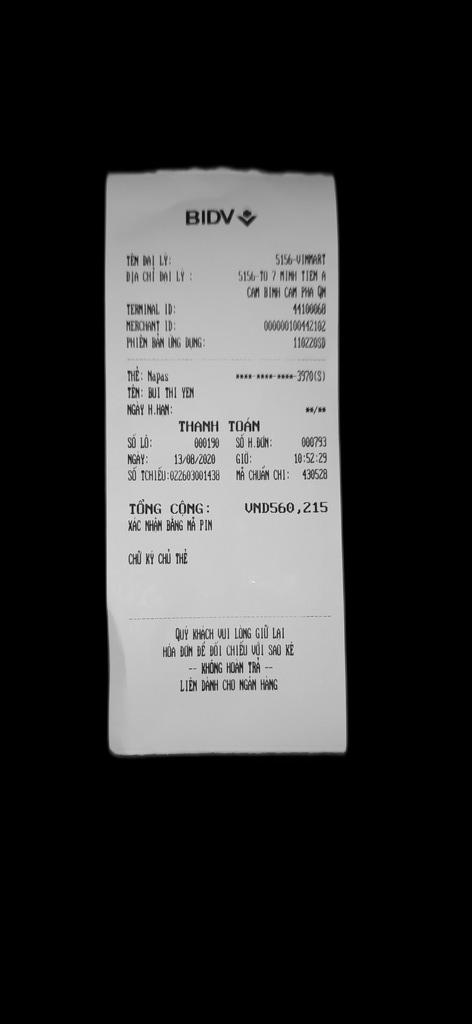 BIDV
TÊN ĐẠI LÝ: 5156-VINMART
ĐỊA CHỈ ĐẠI LÝ : 5156-TO 7 MINH TIEN A
CAM BINH CAM PHA QN
TERMINAL ID: 44100060
MERCHANT ID: 000000100442102
PHIÊN BẢN ỨNG DỤNG: 110220SD
THẺ: Napas **** **** **** 3970(S)
TÊN: BUI THI YEN
NGÀY H.HẠN: **/**
THANH TOÁN
SỐ LÔ: 000190 SỐ H.ĐƠN: 000793
NGÀY: 13/08/2020 GIỜ: 10:52:29
SỐ TCHIẾU:022603001438 MÃ CHUẨN CHI: 430528
TỔNG CỘNG: VND560,215
XÁC NHẬN BẰNG MÃ PIN
CHỮ KÝ CHỦ THẺ
QUÝ KHÁCH VUI LÒNG GIỮ LẠI
HÓA ĐƠN ĐỂ ĐỐI CHIẾU VỚI SAO KÊ
-- KHÔNG HOÀN TRẢ --
LIÊN DÀNH CHO NGÂN HÀNG